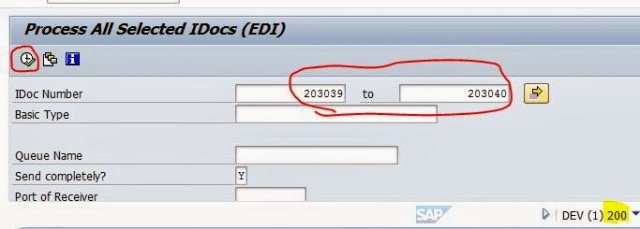 Process All Selected IDocs (EDI)
IDoc Number 203039 to 203040
Basic Type
Queue Name
Send completely? Y
Port of Receiver
SAP DEV (1) 200